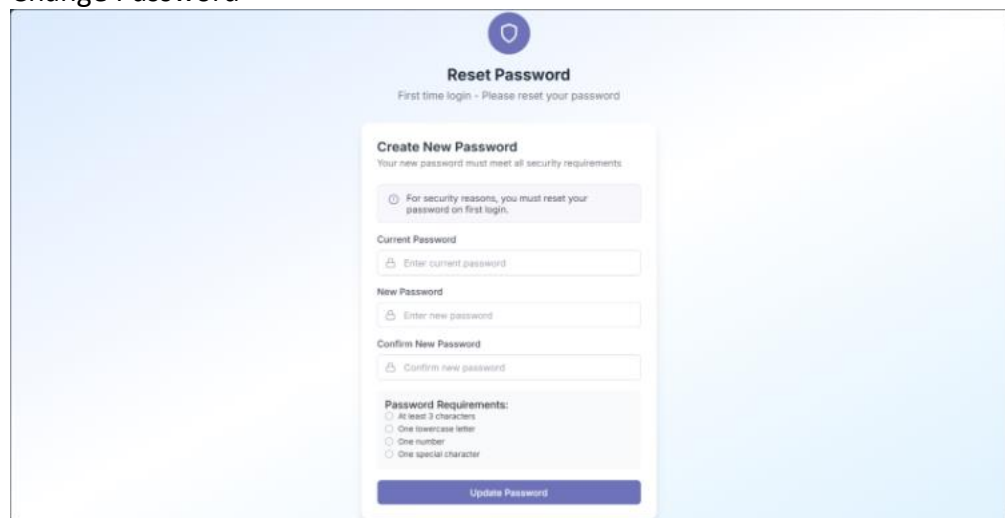 Change Password
Reset Password
First time login - Please reset your password
Create New Password
Your new password must meet all security requirements
For security reasons, you must reset your
password on first login.
Current Password
Enter current password
New Password
Enter new password
Confirm New Password
Confirm new password
Password Requirements:
At least 3 characters
One lowercase letter
One number
One special character
Update Password